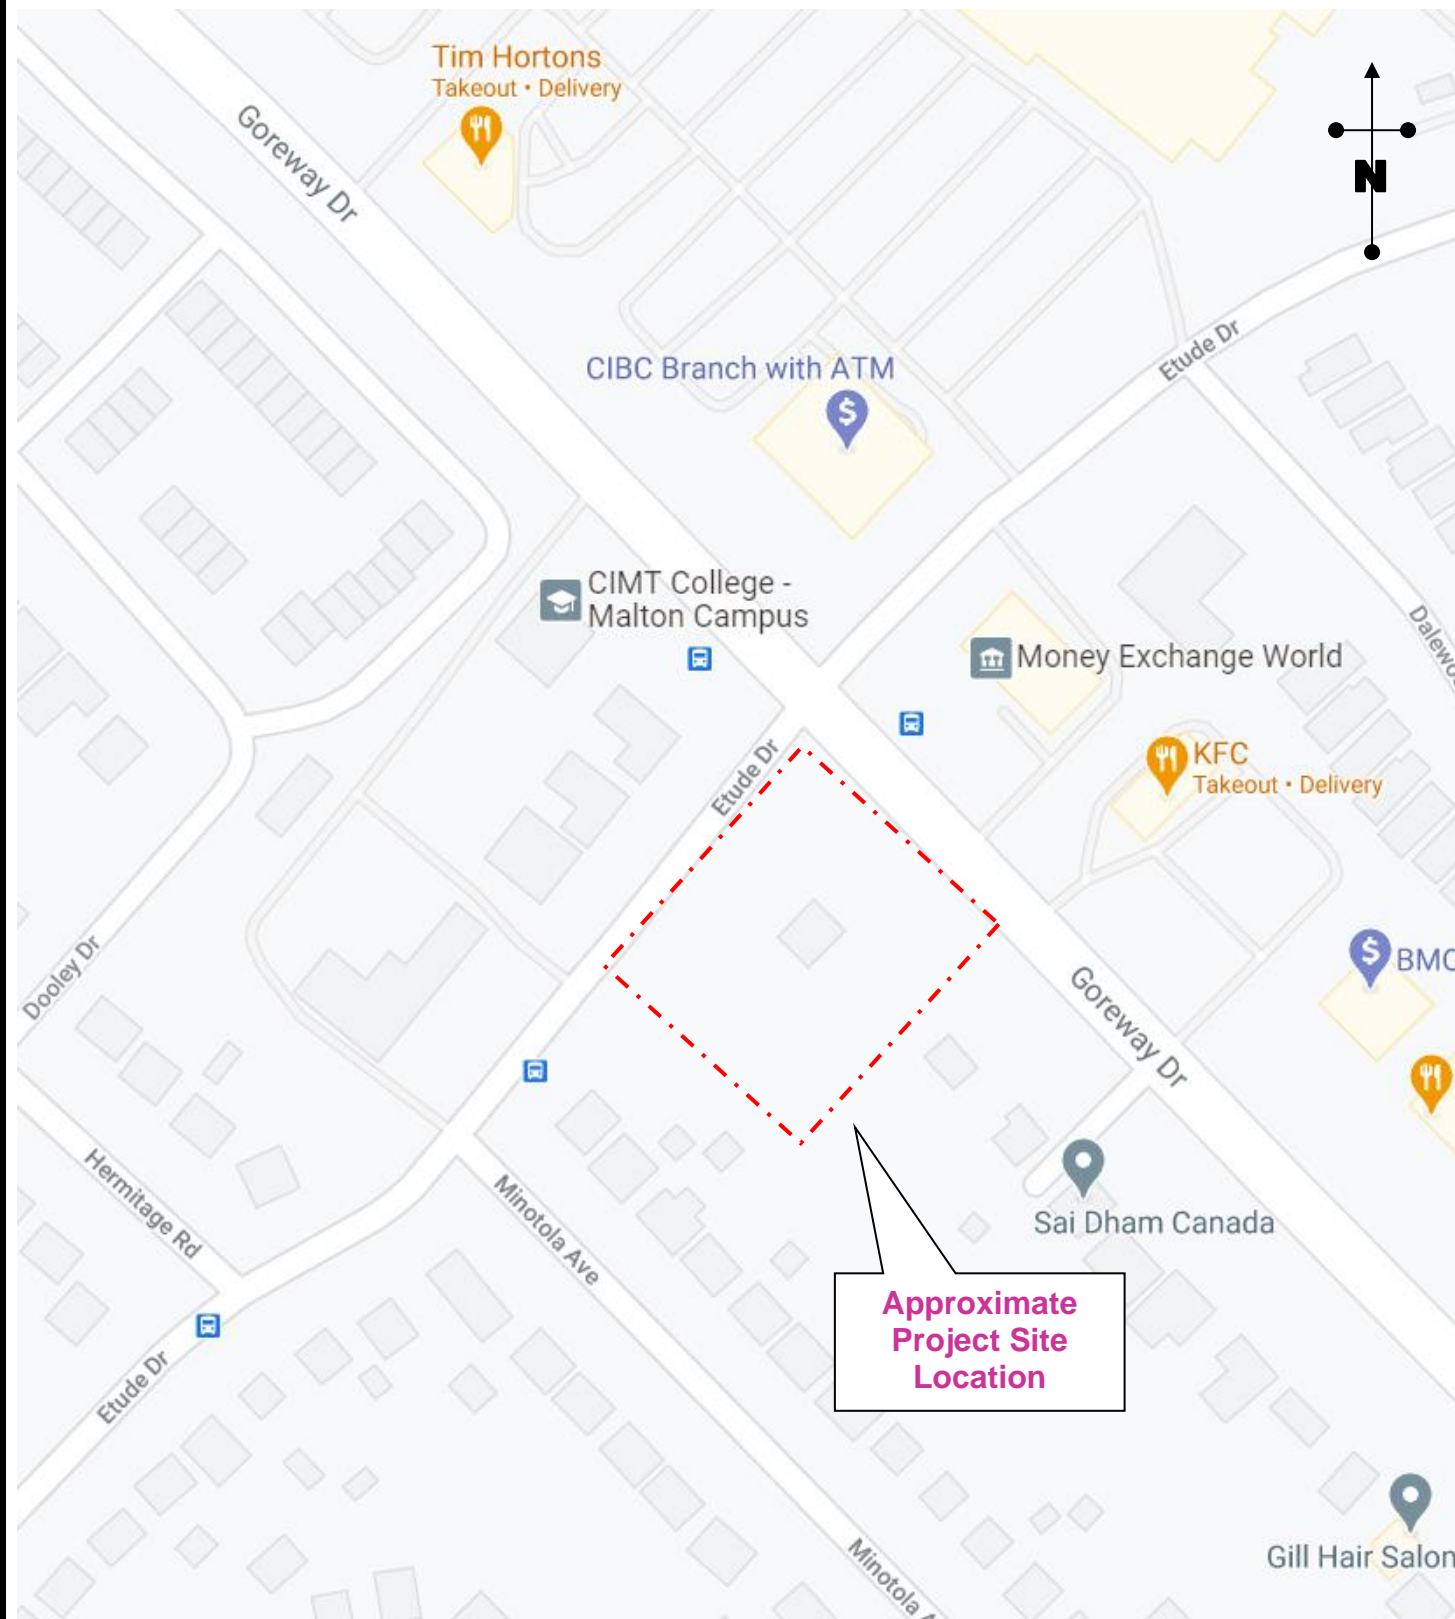 Tim Hortons
Takeout • Delivery
Goreway Dr
N
Etude Dr
CIBC Branch with ATM
CIMT College -
Malton Campus
Money Exchange World
Etude Dr
KFC
Takeout • Delivery
Dooley Dr
Goreway Dr
Hermitage Rd
Minotola Ave
Sai Dham Canada
Approximate
Project Site
Location
Etude Dr
Minotola
Gill Hair Salon